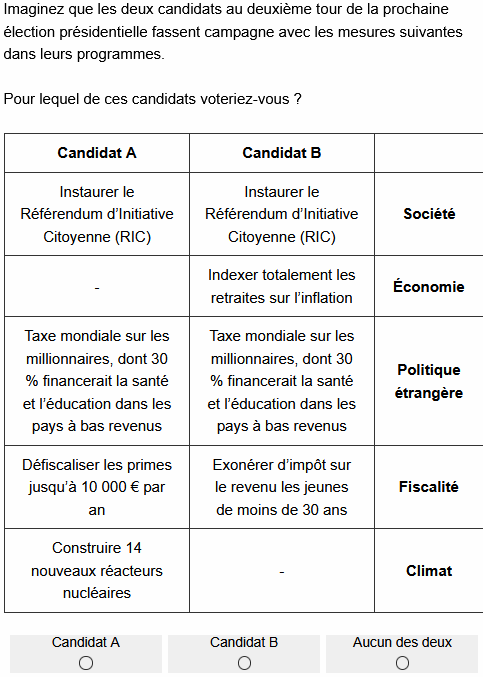 Imaginez que les deux candidats au deuxième tour de la prochaine
élection présidentielle fassent campagne avec les mesures suivantes
dans leurs programmes.
Pour lequel de ces candidats voteriez-vous ?
Candidat A
Candidat B
Instaurer le
Référendum d’Initiative
Citoyenne (RIC)
Instaurer le
Référendum d’Initiative
Citoyenne (RIC)
Société
-
Indexer totalement les
retraites sur l’inflation
Économie
Taxe mondiale sur les
millionnaires, dont 30
% financerait la santé
et l’éducation dans les
pays à bas revenus
Taxe mondiale sur les
millionnaires, dont 30
% financerait la santé
et l’éducation dans les
pays à bas revenus
Politique
étrangère
Défiscaliser les primes
jusqu’à 10 000 € par
an
Exonérer d’impôt sur
le revenu les jeunes
de moins de 30 ans
Fiscalité
Construire 14
nouveaux réacteurs
nucléaires
-
Climat
Candidat A
Candidat B
Aucun des deux